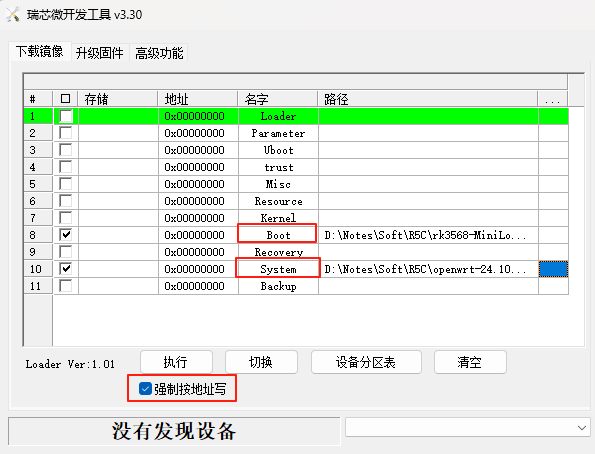 瑞芯微开发工具 v3.30
下载镜像 升级固件 高级功能
# 存储 地址 名字 路径 ...
1 0x00000000 Loader
2 0x00000000 Parameter
3 0x00000000 Uboot
4 0x00000000 trust
5 0x00000000 Misc
6 0x00000000 Resource
7 0x00000000 Kernel
8 0x00000000 Boot D:\Notes\Soft\R5C\rk3568-MiniLo...
9 0x00000000 Recovery
10 0x00000000 System D:\Notes\Soft\R5C\openwrt-24.10...
11 0x00000000 Backup
Loader Ver:1.01 执行 切换 设备分区表 清空
强制按地址写
没有发现设备